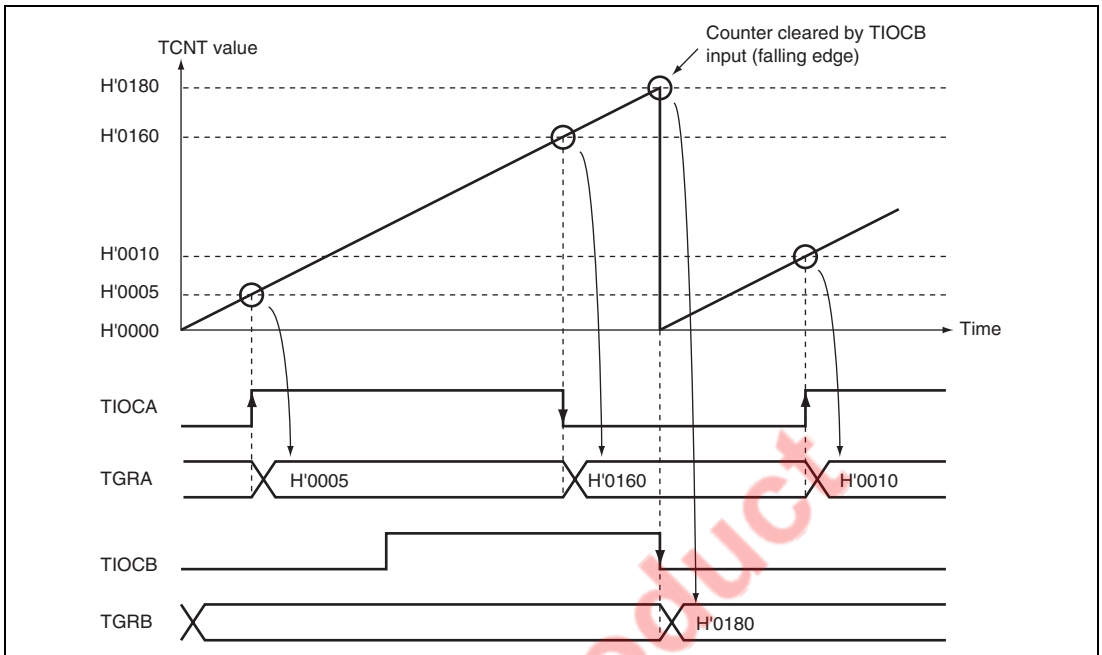 Counter cleared by TIOCB
input (falling edge)
TCNT value
H'0180
H'0160
H'0010
H'0005
H'0000
Time
TIOCA
TGRA
H'0005
H'0160
H'0010
TIOCB
TGRB
H'0180
oduct